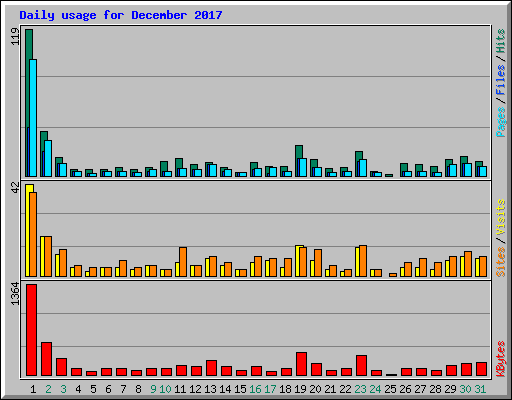 Daily usage for December 2017
119
Pages / Files / Hits
42
Sites / Visits
1364
KBytes
1 2 3 4 5 6 7 8 9 10 11 12 13 14 15 16 17 18 19 20 21 22 23 24 25 26 27 28 29 30 31